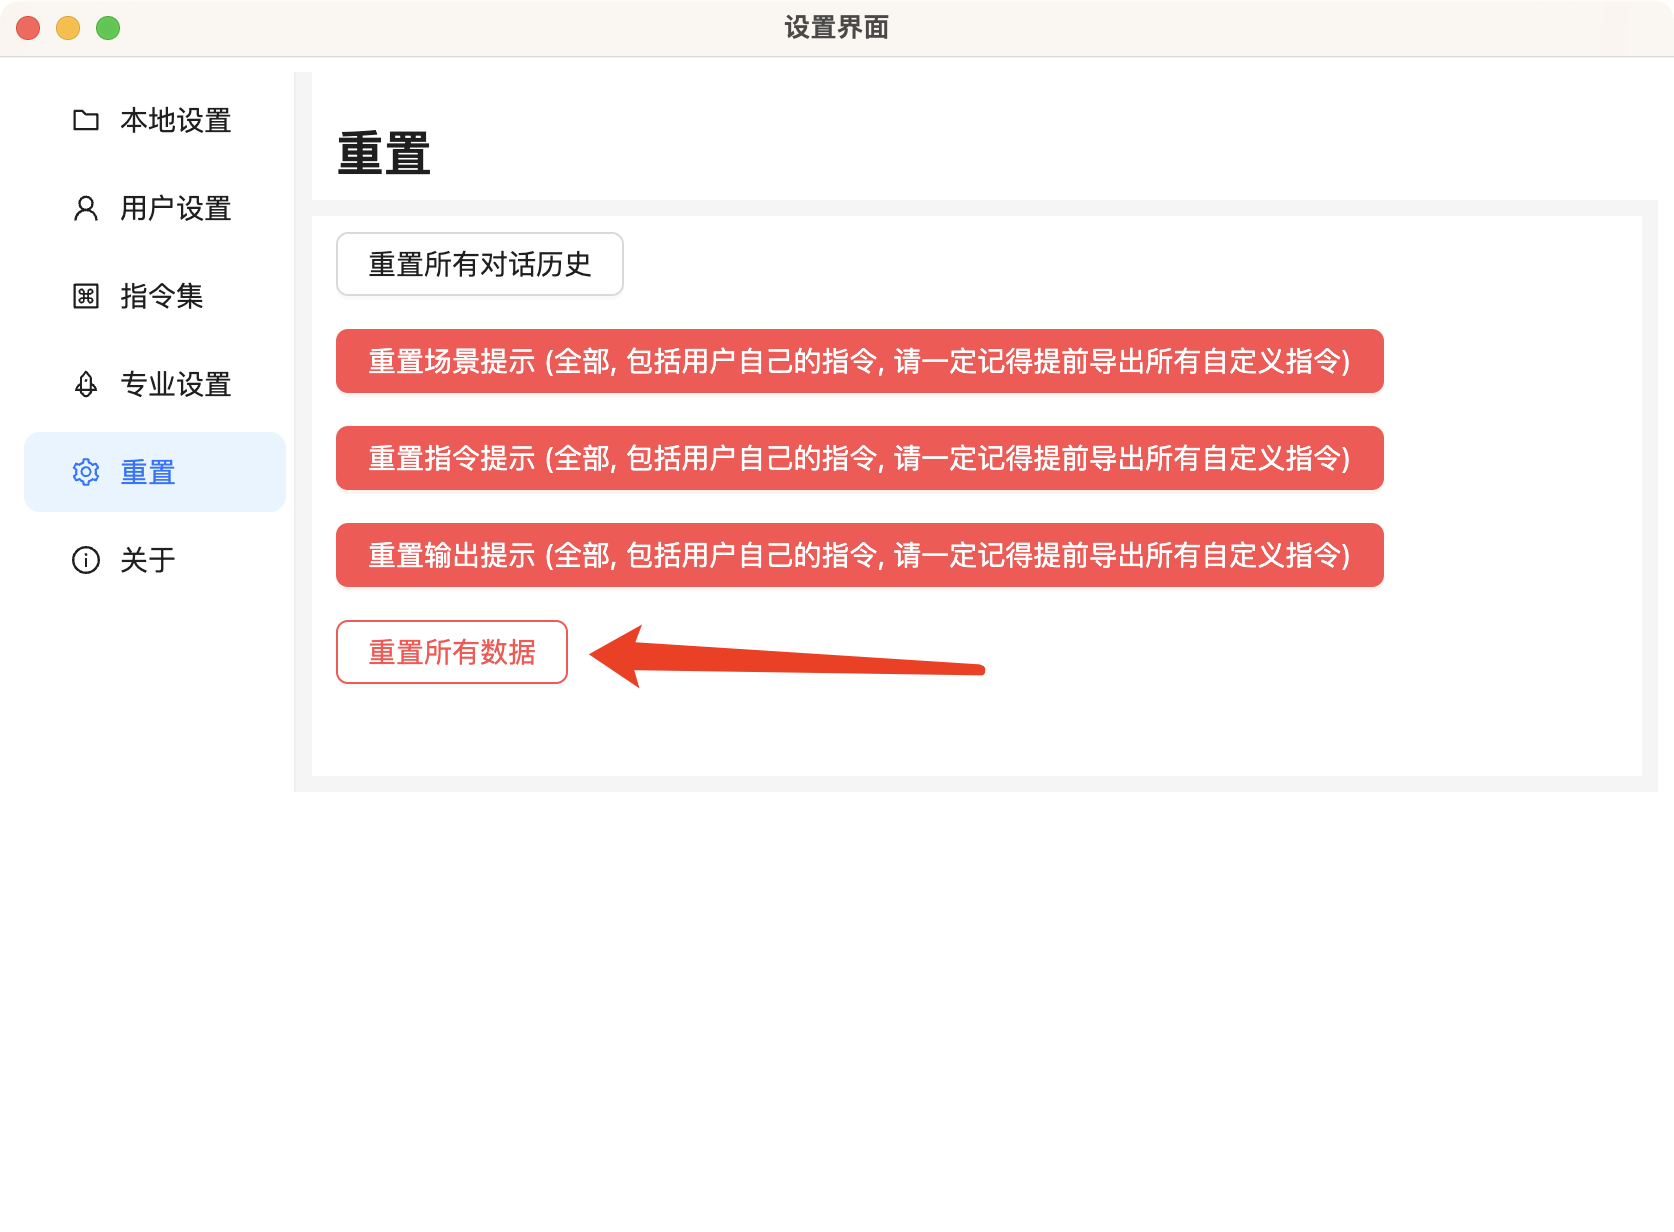 设置界面
本地设置
用户设置
指令集
专业设置
重置
关于
重置
重置所有对话历史
重置场景提示 (全部, 包括用户自己的指令, 请一定记得提前导出所有自定义指令)
重置指令提示 (全部, 包括用户自己的指令, 请一定记得提前导出所有自定义指令)
重置输出提示 (全部, 包括用户自己的指令, 请一定记得提前导出所有自定义指令)
重置所有数据